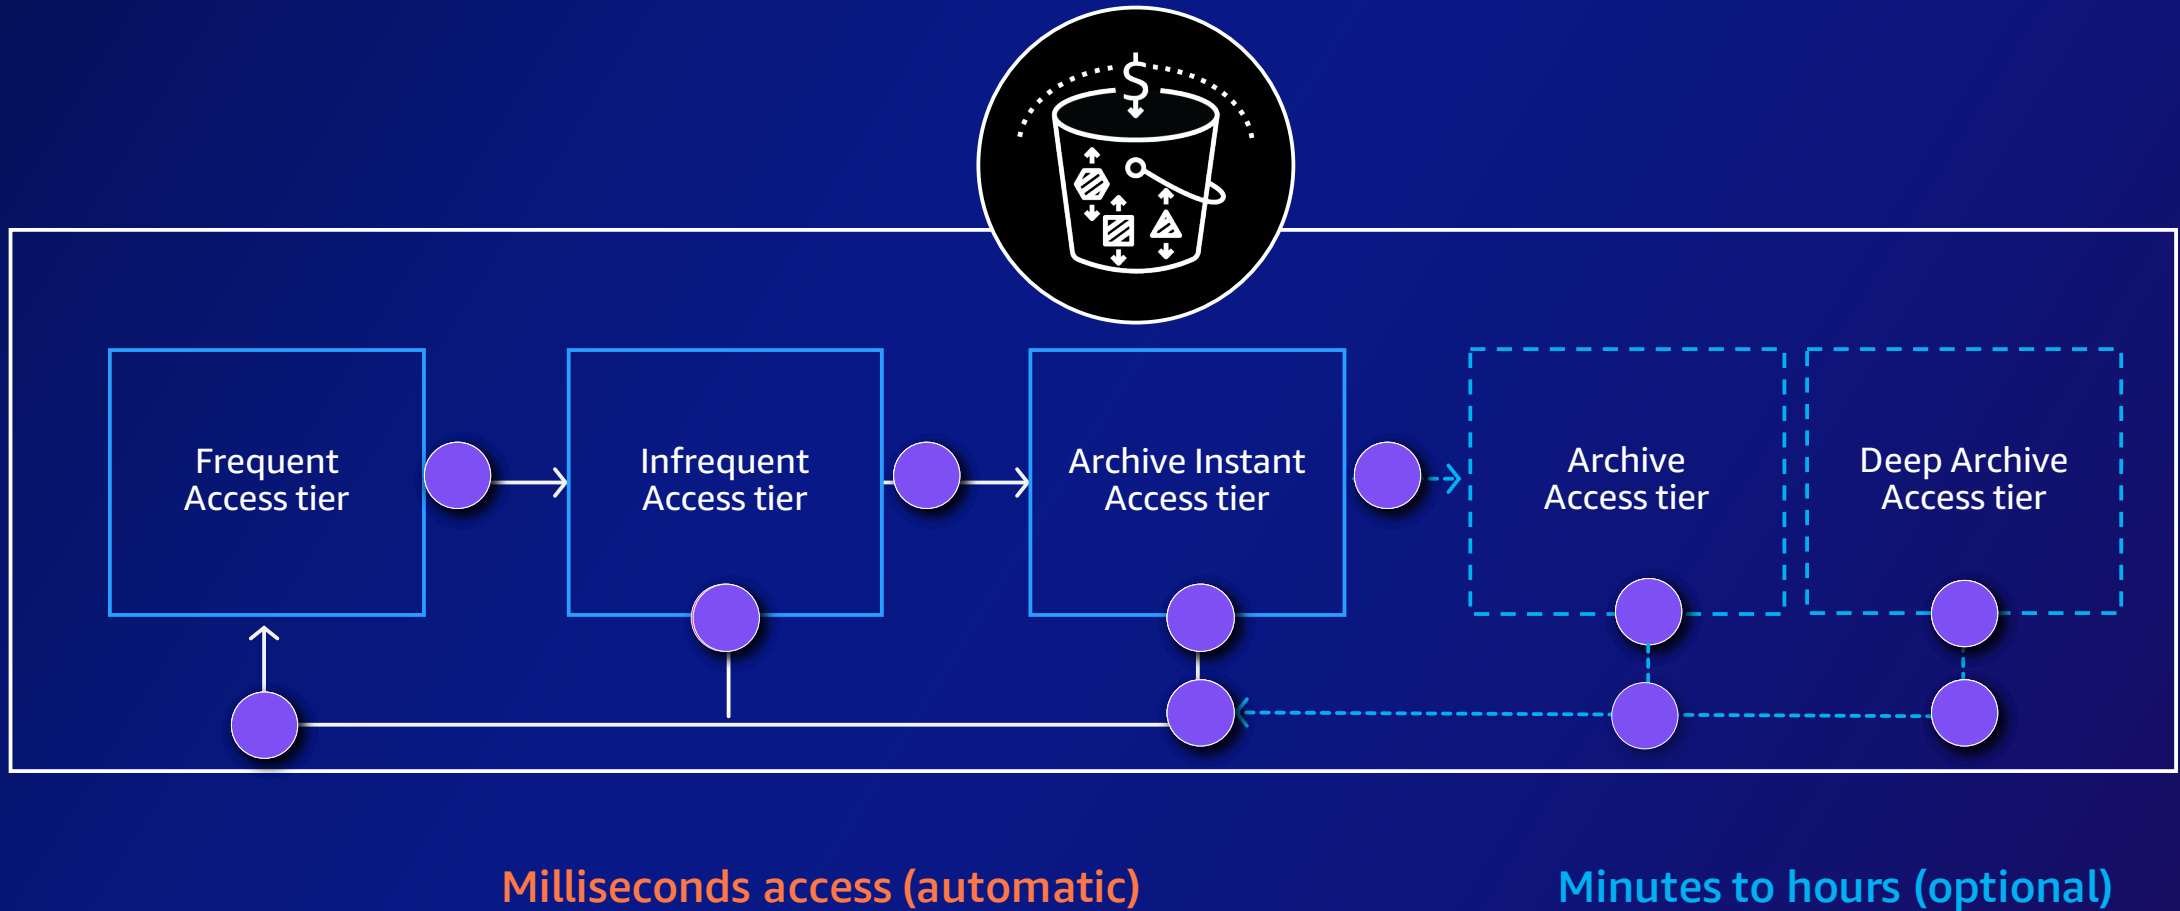 $
Frequent
Access tier
Infrequent
Access tier
Archive Instant
Access tier
Archive
Access tier
Deep Archive
Access tier
Milliseconds access (automatic)
Minutes to hours (optional)